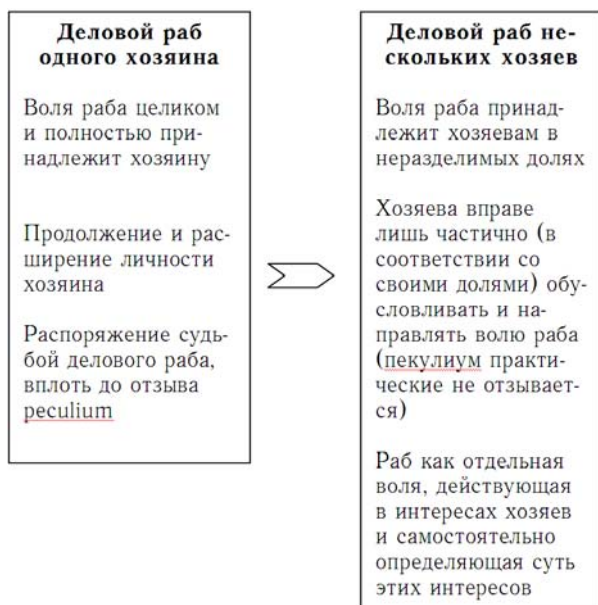 Деловой раб
одного хозяина
Воля раба целиком
и полностью при-
надлежит хозяину
Продолжение и рас-
ширение личности
хозяина
Распоряжение судь-
бой делового раба,
вплоть до отзыва
peculium
Деловой раб не-
скольких хозяев
Воля раба принад-
лежит хозяевам в
неразделимых долях
Хозяева вправе
лишь частично (в
соответствии со
своими долями) обу-
словливать и на-
правлять волю раба
(пекулиум практи-
ческие не отзывает-
ся)
Раб как отдельная
воля, действующая
в интересах хозяев
и самостоятельно
определяющая суть
этих интересов